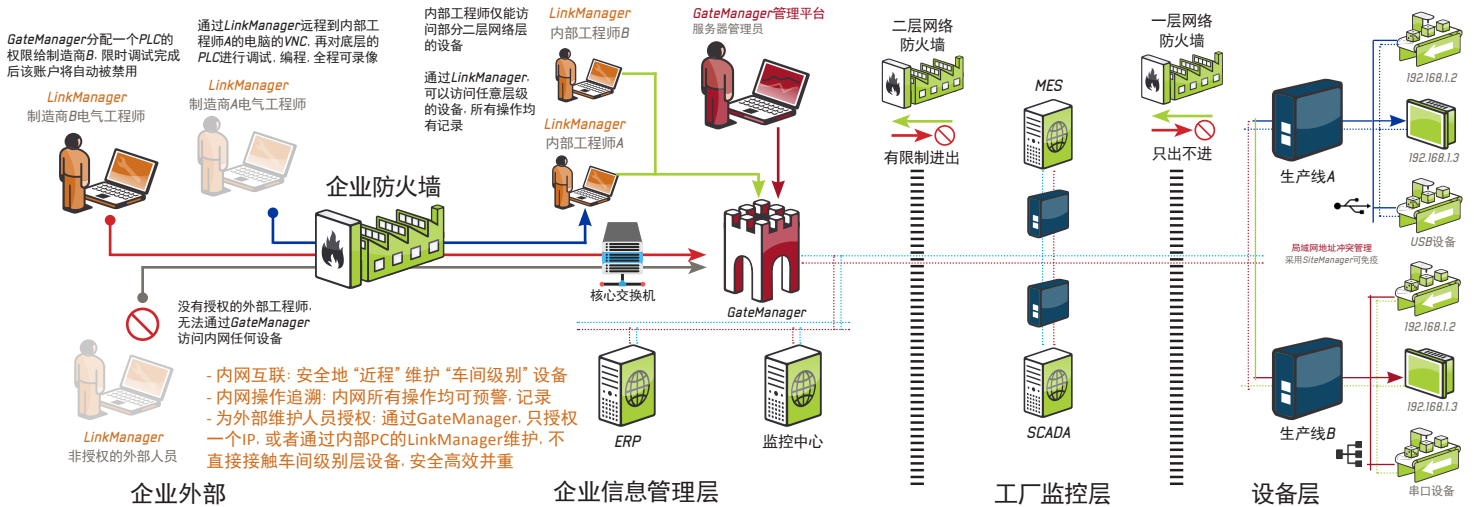 GateManager分配一个PLC的
权限给制造商B, 限时调试完成
后该账户将自动被禁用
LinkManager
制造商B电气工程师
通过LinkManager远程到内部工
程师A的电脑的VNC, 再对底层的
PLC进行调试, 编程, 全程可录像
LinkManager
制造商A电气工程师
企业防火墙
内部工程师仅能访
问部分二层网络层
的设备
通过LinkManager,
可以访问任意层级
的设备, 所有操作均
有记录
LinkManager
内部工程师B
LinkManager
内部工程师A
GateManager管理平台
服务器管理员
核心交换机
GateManager
没有授权的外部工程师,
无法通过GateManager
访问内网任何设备
LinkManager
非授权的外部人员
- 内网互联: 安全地“近程”维护“车间级别”设备
- 内网操作追溯: 内网所有操作均可预警, 记录
- 为外部维护人员授权: 通过GateManager, 只授权
一个IP, 或者通过内部PC的LinkManager维护, 不
直接接触车间级别层设备, 安全高效并重
ERP
监控中心
二层网络
防火墙
有限制进出
MES
SCADA
一层网络
防火墙
只出不进
生产线A
192.168.1.2
192.168.1.3
USB设备
局域网地址冲突管理
采用SiteManager可免疫
生产线B
192.168.1.2
192.168.1.3
串口设备
企业外部
企业信息管理层
工厂监控层
设备层